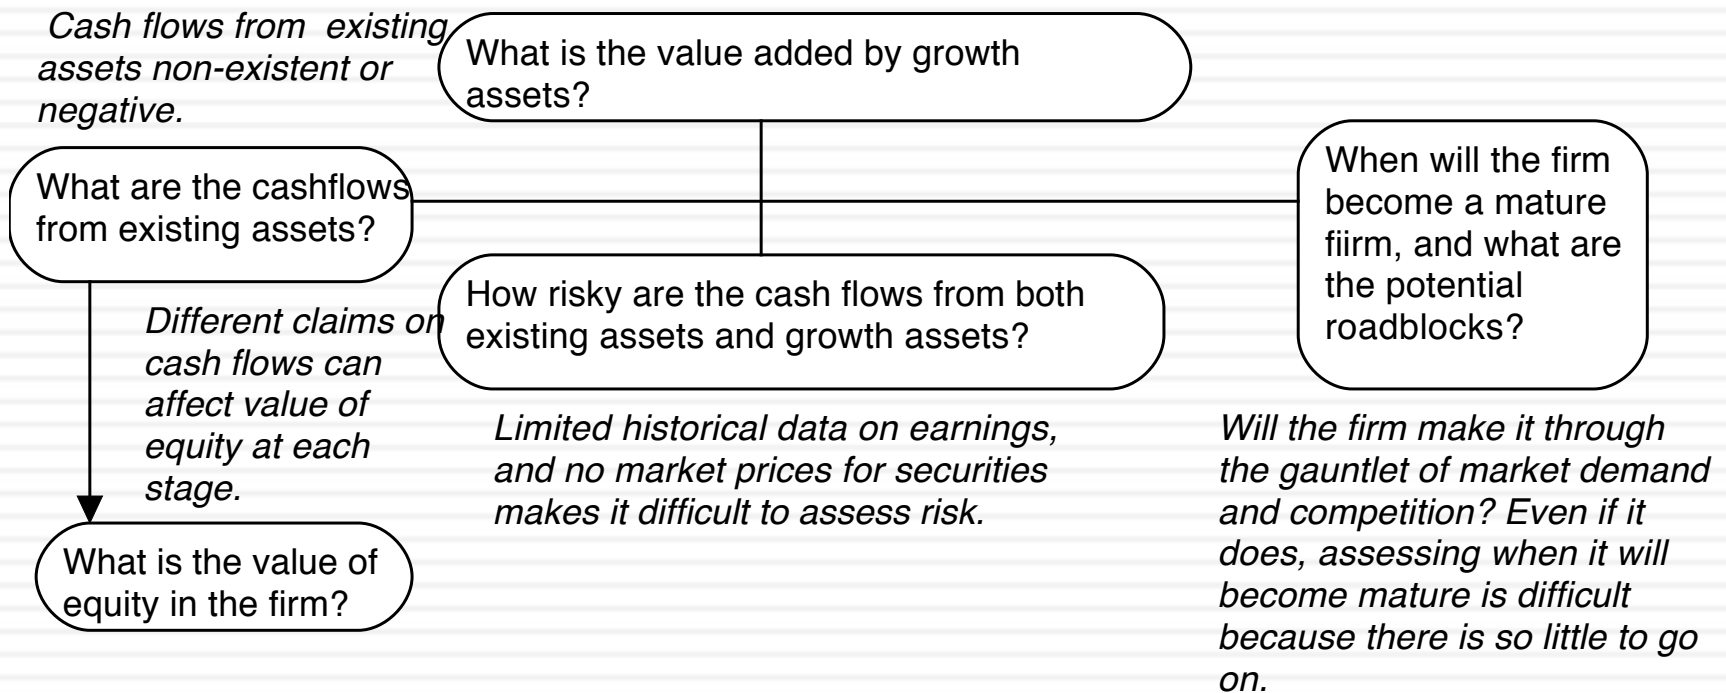 Cash flows from existing
assets non-existent or
negative.
What is the value added by growth
assets?
What are the cashflows
from existing assets?
When will the firm
become a mature
fiirm, and what are
the potential
roadblocks?
How risky are the cash flows from both
existing assets and growth assets?
Different claims on
cash flows can
affect value of
equity at each
stage.
Limited historical data on earnings,
and no market prices for securities
makes it difficult to assess risk.
Will the firm make it through
the gauntlet of market demand
and competition? Even if it
does, assessing when it will
become mature is difficult
because there is so little to go
on.
What is the value of
equity in the firm?